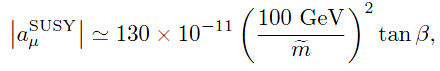 |a_μ^SUSY| ≃ 130 × 10^−11 (100 GeV / m̃)^2 tan β,